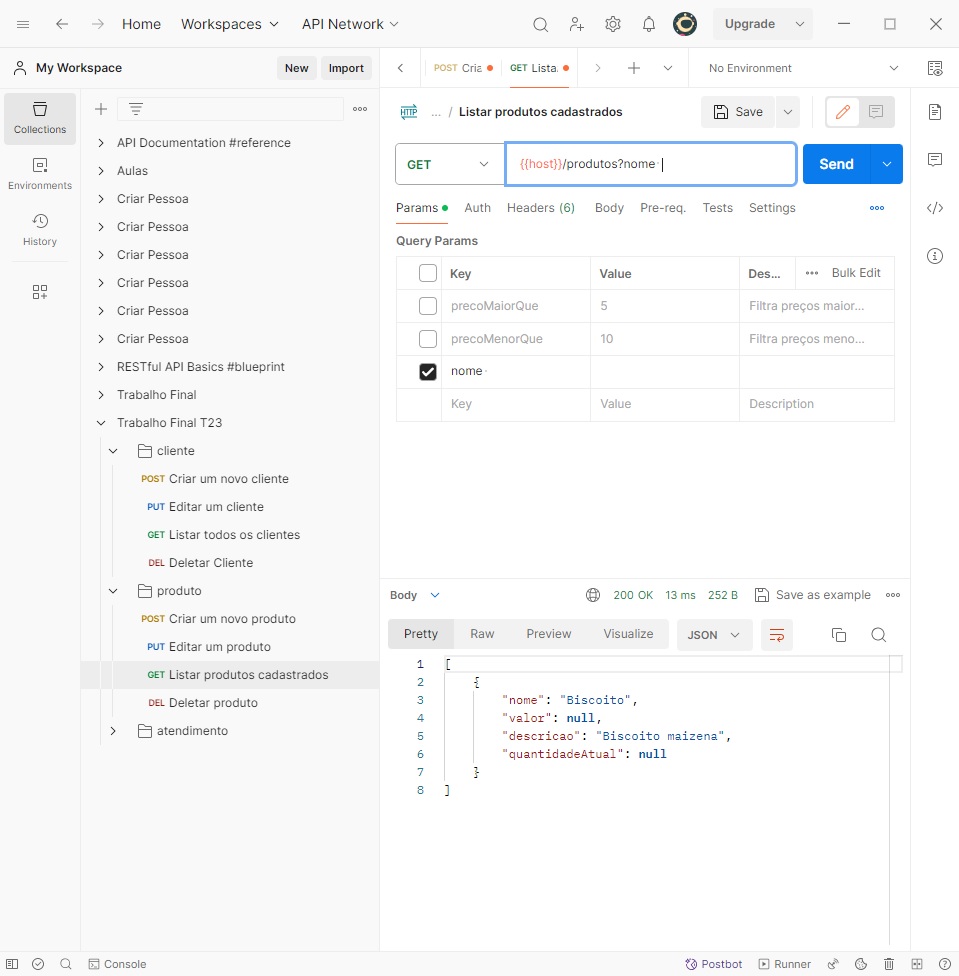 Home Workspaces API Network Upgrade
My Workspace New Import
POST Cria GET Lista. No Environment
Collections
Environments
History
API Documentation #reference
Aulas
Criar Pessoa
Criar Pessoa
Criar Pessoa
Criar Pessoa
Criar Pessoa
Criar Pessoa
RESTful API Basics #blueprint
Trabalho Final
Trabalho Final T23
cliente
POST Criar um novo cliente
PUT Editar um cliente
GET Listar todos os clientes
DEL Deletar Cliente
produto
POST Criar um novo produto
PUT Editar um produto
GET Listar produtos cadastrados
DEL Deletar produto
atendimento
HTTP ... / Listar produtos cadastrados Save
GET {{host}}/produtos?nome Send
Params Auth Headers (6) Body Pre-req. Tests Settings
Query Params
Key Value Des... Bulk Edit
precoMaiorQue 5 Filtra preços maior...
precoMenorQue 10 Filtra preços meno...
nome
Key Value Description
Body 200 OK 13 ms 252 B Save as example
Pretty Raw Preview Visualize JSON
1 [
2 {
3 "nome": "Biscoito",
4 "valor": null,
5 "descricao": "Biscoito maizena",
6 "quantidadeAtual": null
7 }
8 ]
Console Postbot Runner